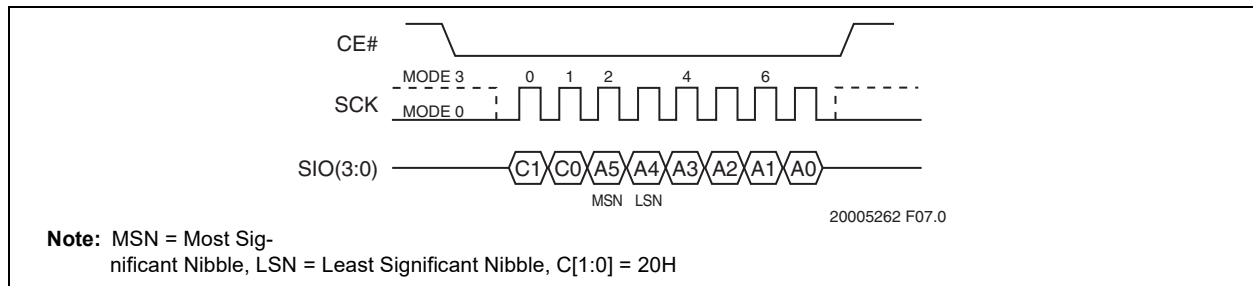 CE#
MODE 3 0 1 2 4 6
SCK
MODE 0
SIO(3:0) C1 C0 A5 A4 A3 A2 A1 A0
MSN LSN
20005262 F07.0
Note: MSN = Most Sig-
nificant Nibble, LSN = Least Significant Nibble, C[1:0] = 20H